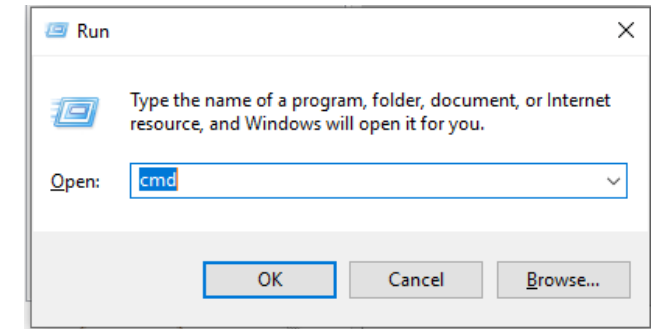 Run
Type the name of a program, folder, document, or Internet
resource, and Windows will open it for you.
Open: cmd
OK Cancel Browse...